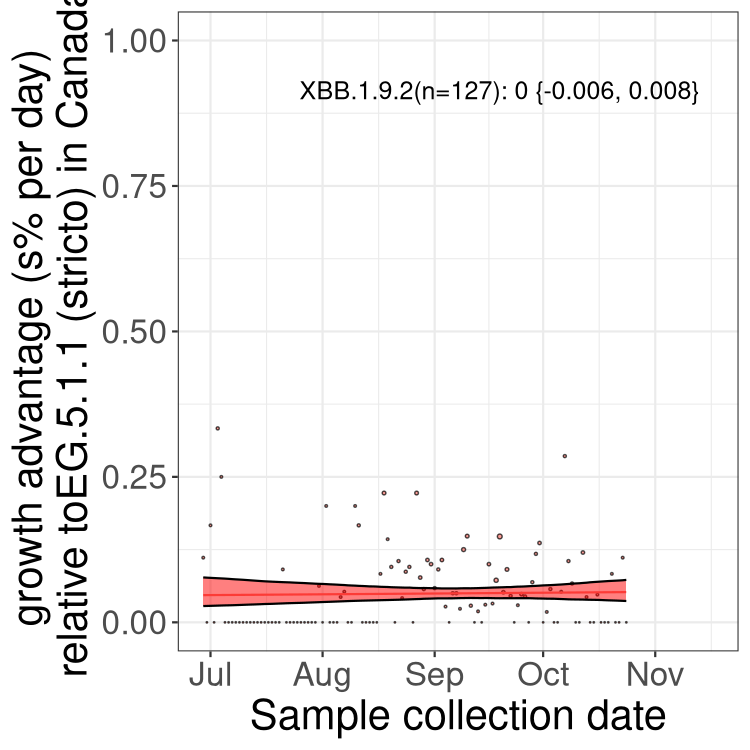 growth advantage (s% per day)
relative toEG.5.1.1 (stricto) in Canada
1.00
0.75
0.50
0.25
0.00
XBB.1.9.2(n=127): 0 {-0.006, 0.008}
Jul Aug Sep Oct Nov
Sample collection date